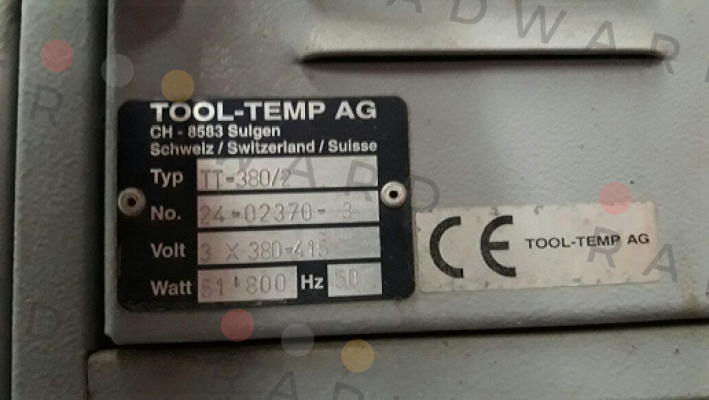 TOOL-TEMP AG
CH - 8583 Sulgen
Schweiz / Switzerland / Suisse
Typ TT-380/2
No. 24-02370- 3
Volt 3 X 380-415
Watt 51'800 Hz 50
CE TOOL-TEMP AG
RADWARD